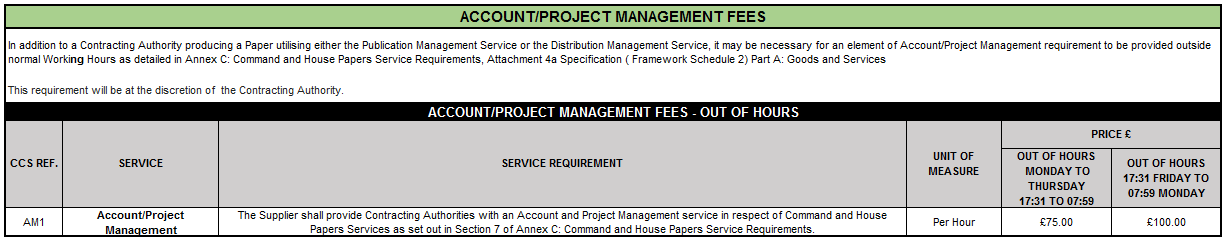 ACCOUNT/PROJECT MANAGEMENT FEES
In addition to a Contracting Authority producing a Paper utilising either the Publication Management Service or the Distribution Management Service, it may be necessary for an element of Account/Project Management requirement to be provided outside
normal Working Hours as detailed in Annex C: Command and House Papers Service Requirements, Attachment 4a Specification ( Framework Schedule 2) Part A: Goods and Services
This requirement will be at the discretion of the Contracting Authority.
ACCOUNT/PROJECT MANAGEMENT FEES - OUT OF HOURS
CCS REF.
SERVICE
SERVICE REQUIREMENT
UNIT OF
MEASURE
PRICE £
OUT OF HOURS
MONDAY TO
THURSDAY
17:31 TO 07:59
OUT OF HOURS
17:31 FRIDAY TO
07:59 MONDAY
AM1
Account/Project
Management
The Supplier shall provide Contracting Authorities with an Account and Project Management service in respect of Command and House
Papers Services as set out in Section 7 of Annex C: Command and House Papers Service Requirements.
Per Hour
£75.00
£100.00